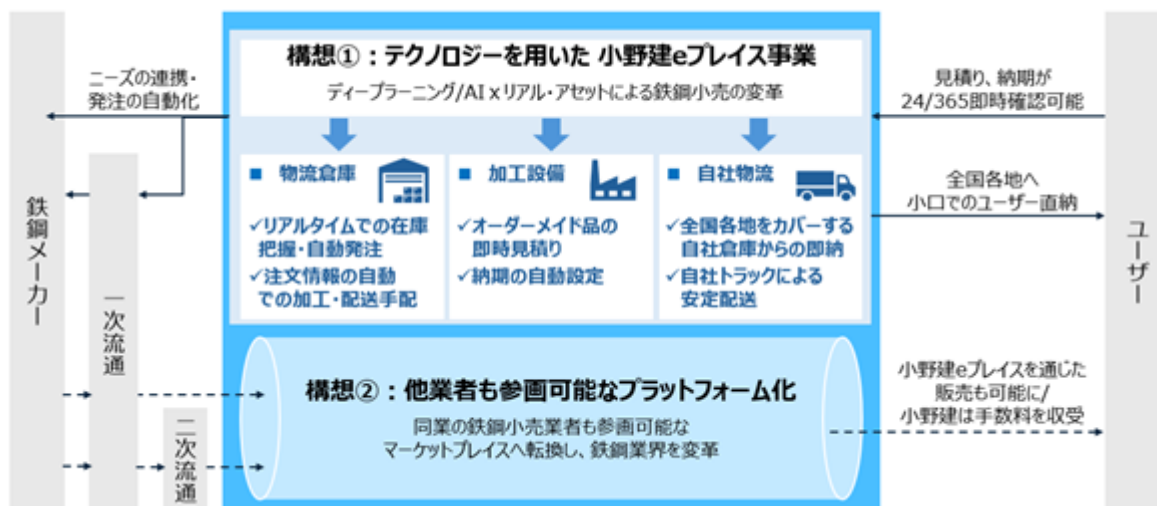 構想①：テクノロジーを用いた 小野建eプレイス事業
ディープラーニング/AI x リアル・アセットによる鉄鋼小売の変革
ニーズの連携・
発注の自動化
見積り、納期が
24/365即時確認可能
■ 物流倉庫
✓リアルタイムでの在庫
把握・自動発注
✓注文情報の自動
での加工・配送手配
■ 加工設備
✓オーダーメイド品の
即時見積り
✓納期の自動設定
■ 自社物流
✓全国各地をカバーする
自社倉庫からの即納
✓自社トラックによる
安定配送
全国各地へ
小口でのユーザー直納
鉄鋼メーカー
一次流通
二次流通
ユーザー
構想②：他業者も参画可能なプラットフォーム化
同業の鉄鋼小売業者も参画可能な
マーケットプレイスへ転換し、鉄鋼業界を変革
小野建eプレイスを通じた
販売も可能に/
小野建は手数料を収受